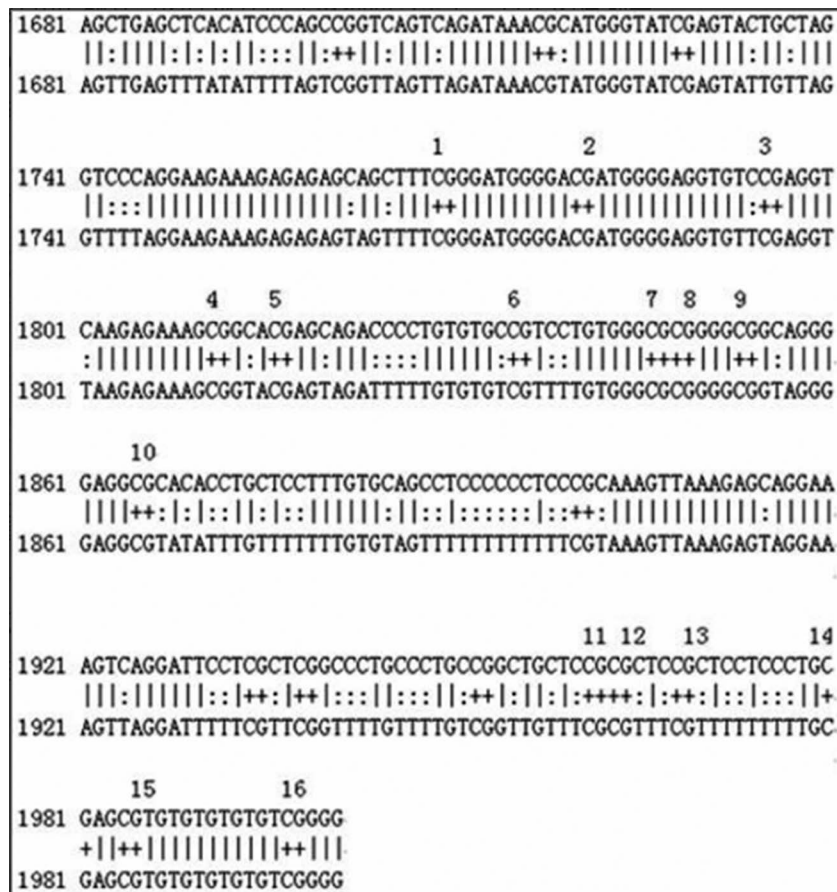 1681 AGCTGAGCTCACATCCCAGCCGGTCAGTCAGATAAACGCATGGGTATCGAGTACTGCTAG
||:||||:|:|:||:::||:++||:|||:|||||||++:||||||||++||||:||:|||
1681 AGTTGAGTTTATATTTTAGTCGGTTAGTTAGATAAACGTATGGGTATCGAGTATTGTTAG
1 2 3
1741 GTCCCAGGAAGAAAGAGAGAGCAGCTTTCGGGATGGGGACGATGGGGAGGTGTCCGAGGT
||:::||||||||||||||||:||:|||++|||||||||++||||||||||||:++||||
1741 GTTTTAGGAAGAAAGAGAGAGTAGTTTTCGGGATGGGGACGATGGGGAGGTGTTCGAGGT
4 5 6 7 8 9
1801 CAAGAGAAAGCGGCACGAGCAGACCCCTGTGTGCCGTCCTGTGGGCGCGGGGCGGCAGGG
:|||||||||++|:|++||:|||::::||||||:++|::||||||++++|||++|:||||
1801 TAAGAGAAAGCGGTACGAGTAGATTTTTGTGTGTCGTTTTGTGGGCGCGGGGCGGTAGGG
10
1861 GAGGCGCACACCTGCTCCTTTGTGCAGCCTCCCCCCTCCCGCAAAGTTAAAGAGCAGGAA
||||++:|:|::||:|::||||||:||::|::::::|::++:||||||||||||:|||||
1861 GAGGCGTATATTTGTTTTTTTGTGTAGTTTTTTTTTTTTCGTAAAGTTAAAGAGTAGGAA
11 12 13 14
1921 AGTCAGGATTCCTCGCTCGGCCCTGCCCTGCCGGCTGCTCCGCGCTCCGCTCCTCCCTGC
|||:||||||::|++:|++|:::||:::||:++|:||:|:++++:|:++:|::|:::||+
1921 AGTTAGGATTTTTCGTTCGGTTTTGTTTTGTCGGTTGTTTCGCGTTTCGTTTTTTTTTGC
15 16
1981 GAGCGTGTGTGTGTGTCGGGG
+||++|||||||||||++|||
1981 GAGCGTGTGTGTGTGTCGGGG